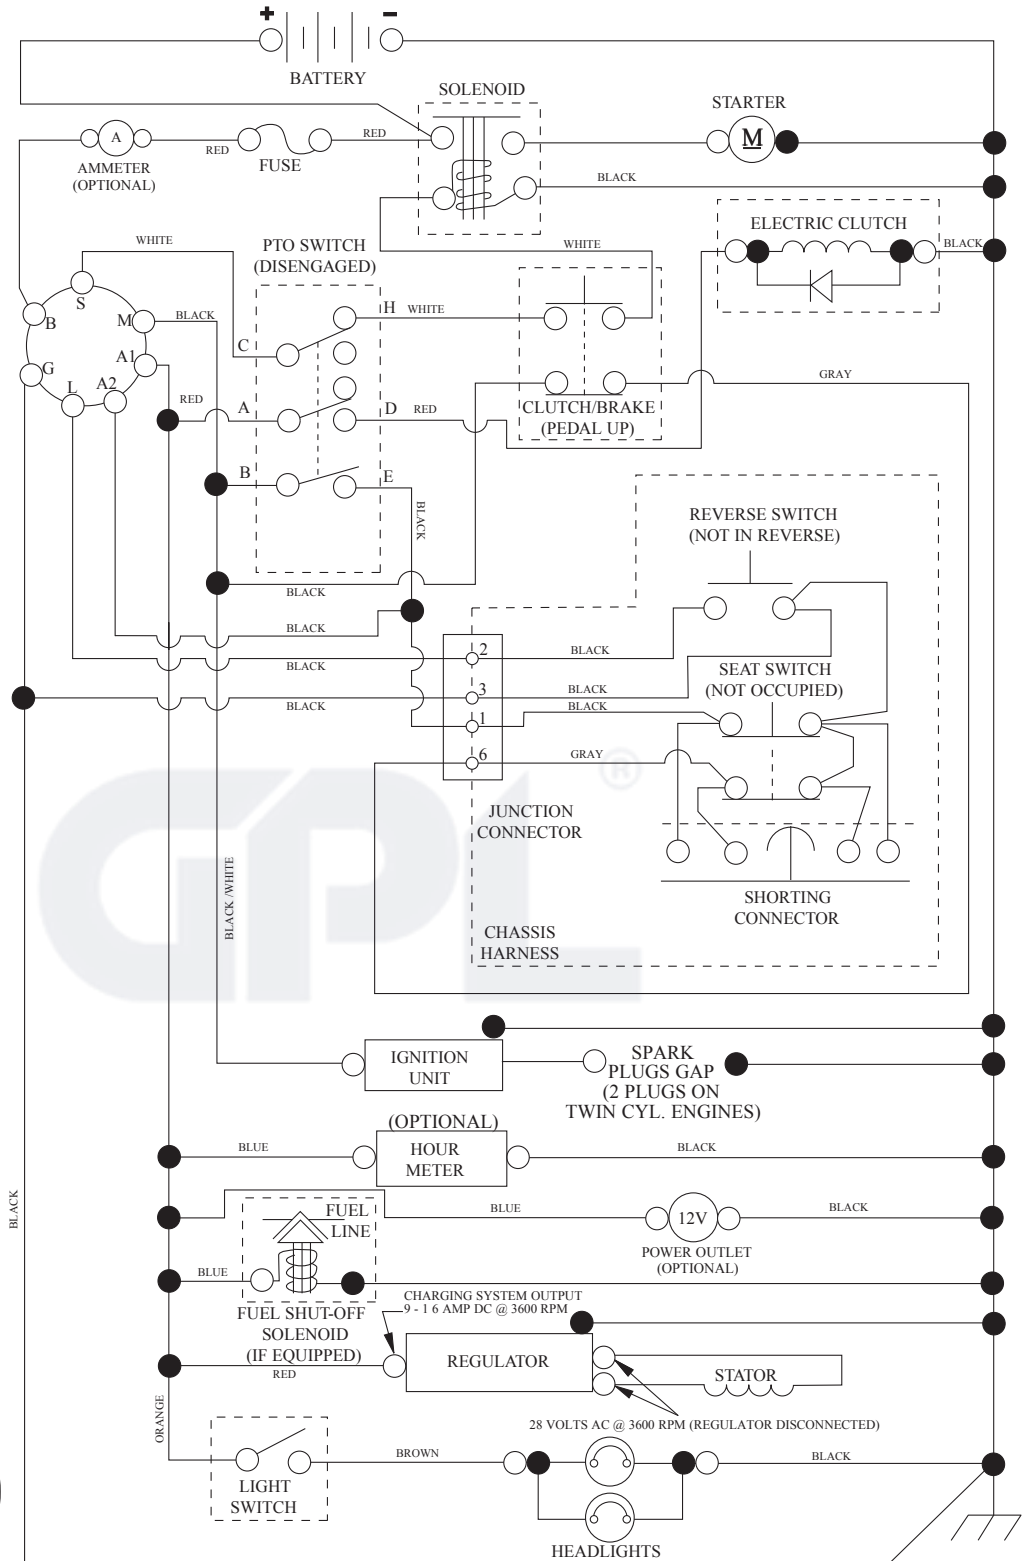 + −
BATTERY
SOLENOID
STARTER
A
RED
FUSE
RED
M
AMMETER
(OPTIONAL)
BLACK
ELECTRIC CLUTCH
BLACK
WHITE
PTO SWITCH
(DISENGAGED)
WHITE
S
B
M
BLACK
H
WHITE
C
A1
G
L
A2
GRAY
RED
A
D
RED
CLUTCH/BRAKE
(PEDAL UP)
B
E
BLACK
REVERSE SWITCH
(NOT IN REVERSE)
BLACK
BLACK
2
BLACK
BLACK
SEAT SWITCH
(NOT OCCUPIED)
3
BLACK
BLACK
BLACK
1
6
GRAY
®
GPL
JUNCTION
CONNECTOR
BLACK /WHITE
SHORTING
CONNECTOR
CHASSIS
HARNESS
IGNITION
UNIT
SPARK
PLUGS GAP
(2 PLUGS ON
TWIN CYL. ENGINES)
(OPTIONAL)
BLUE
HOUR
METER
BLACK
BLACK
FUEL
LINE
BLUE
12V
BLACK
POWER OUTLET
(OPTIONAL)
BLUE
CHARGING SYSTEM OUTPUT
9 - 1 6 AMP DC @ 3600 RPM
FUEL SHUT-OFF
SOLENOID
(IF EQUIPPED)
RED
REGULATOR
STATOR
ORANGE
28 VOLTS AC @ 3600 RPM (REGULATOR DISCONNECTED)
BROWN
BLACK
LIGHT
SWITCH
HEADLIGHTS